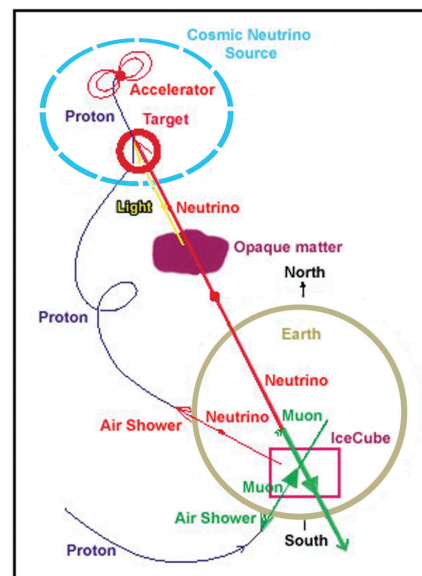 Cosmic Neutrino
Source
Accelerator
Proton
Target
Light
Neutrino
Opaque matter
North
Proton
Earth
Neutrino
Air Shower
Neutrino
Muon
IceCube
Muon
Air Shower
Proton
South